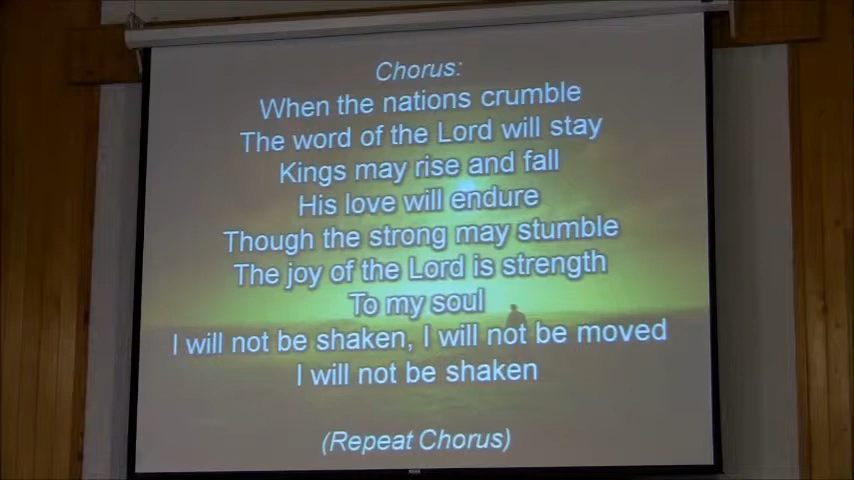 Chorus:
When the nations crumble
The word of the Lord will stay
Kings may rise and fall
His love will endure
Though the strong may stumble
The joy of the Lord is strength
To my soul
I will not be shaken, I will not be moved
I will not be shaken
(Repeat Chorus)